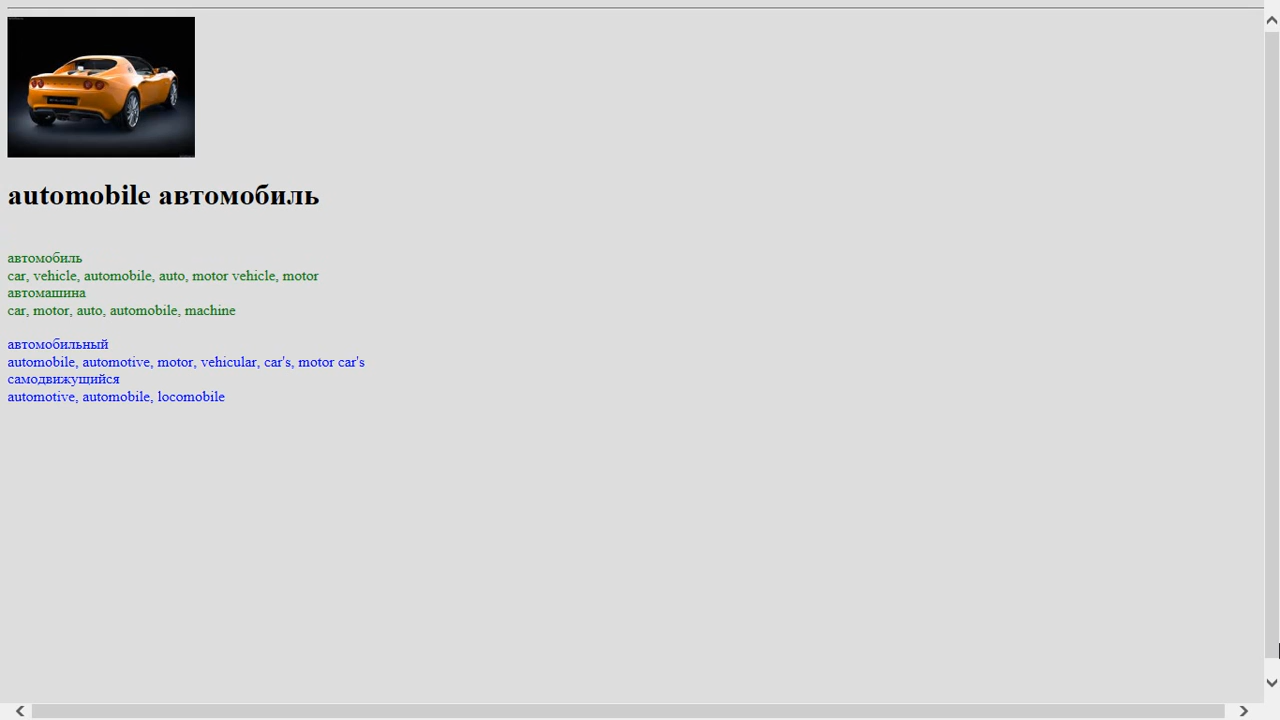 automobile автомобиль
автомобиль
car, vehicle, automobile, auto, motor vehicle, motor
автомашина
car, motor, auto, automobile, machine
автомобильный
automobile, automotive, motor, vehicular, car's, motor car's
самодвижущийся
automotive, automobile, locomobile